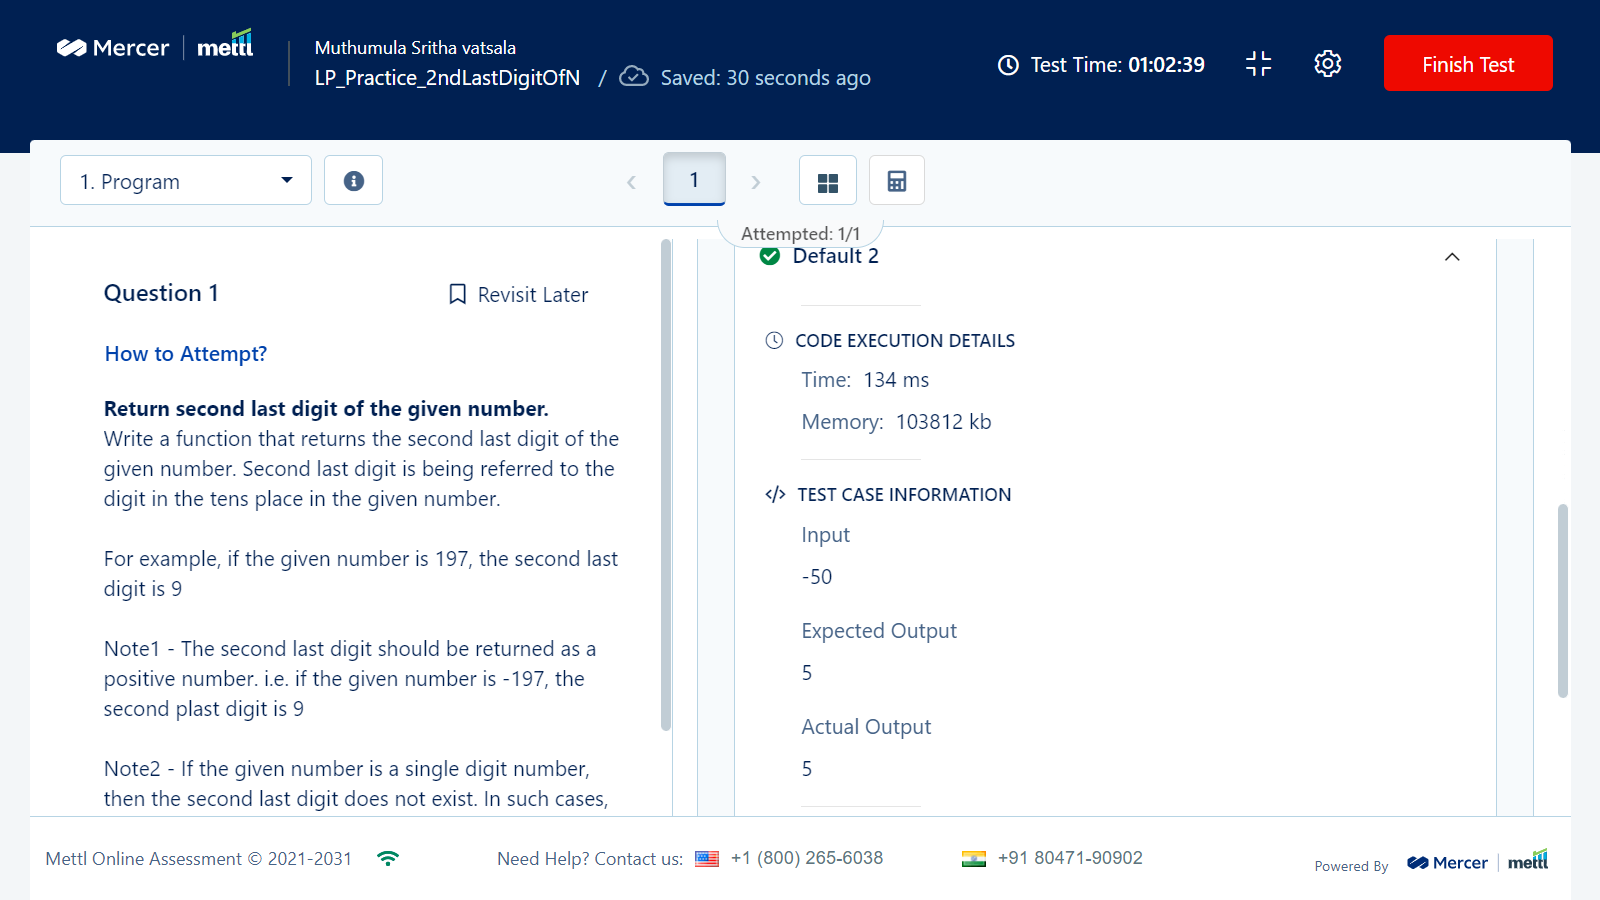 Mercer | mettl
Muthumula Sritha vatsala
LP_Practice_2ndLastDigitOfN / Saved: 30 seconds ago
Test Time: 01:02:39
Finish Test
1. Program
1
Attempted: 1/1
Question 1
Revisit Later
How to Attempt?
Return second last digit of the given number.
Write a function that returns the second last digit of the
given number. Second last digit is being referred to the
digit in the tens place in the given number.
For example, if the given number is 197, the second last
digit is 9
Note1 - The second last digit should be returned as a
positive number. i.e. if the given number is -197, the
second plast digit is 9
Note2 - If the given number is a single digit number,
then the second last digit does not exist. In such cases,
Default 2
CODE EXECUTION DETAILS
Time: 134 ms
Memory: 103812 kb
</> TEST CASE INFORMATION
Input
-50
Expected Output
5
Actual Output
5
Mettl Online Assessment © 2021-2031
Need Help? Contact us: +1 (800) 265-6038
+91 80471-90902
Powered By Mercer | mettl